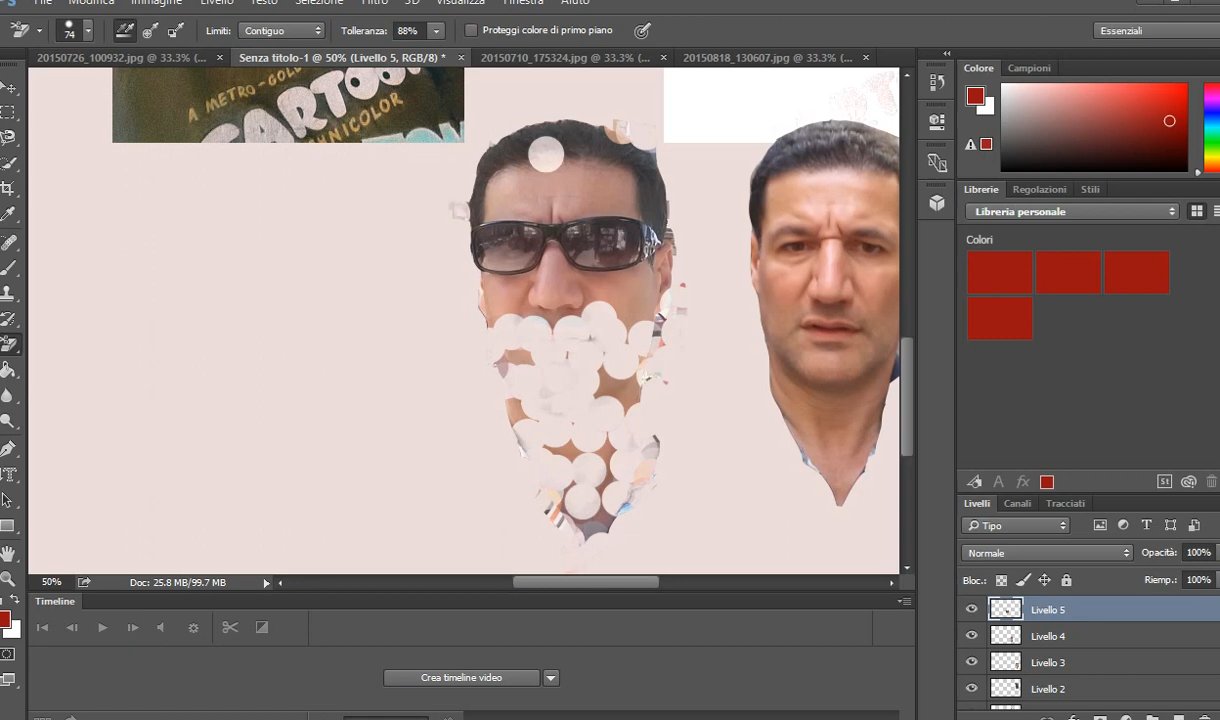 PS Modifica Immagine Livello Testo Selezione Filtro 3D Visualizza Finestra Aiuto
74 Limiti: Contiguo Tolleranza: 88% Proteggi colore di primo piano Essenziali
20150726_100932.jpg @ 33.3% (... × Senza titolo-1 @ 50% (Livello 5, RGB/8) * × 20150710_175324.jpg @ 33.3% (... × 20150818_130607.jpg @ 33.3% (... ×
A METRO-GOLD
CARTOO
CHNICOLOR
Colore Campioni
Librerie Regolazioni Stili
Libreria personale
Colori
St
Livelli Canali Tracciati
Tipo
Normale Opacità: 100%
Bloc.: Riemp.: 100%
Livello 5
Livello 4
Livello 3
Livello 2
50% Doc: 25.8 MB/99.7 MB
Timeline
Crea timeline video